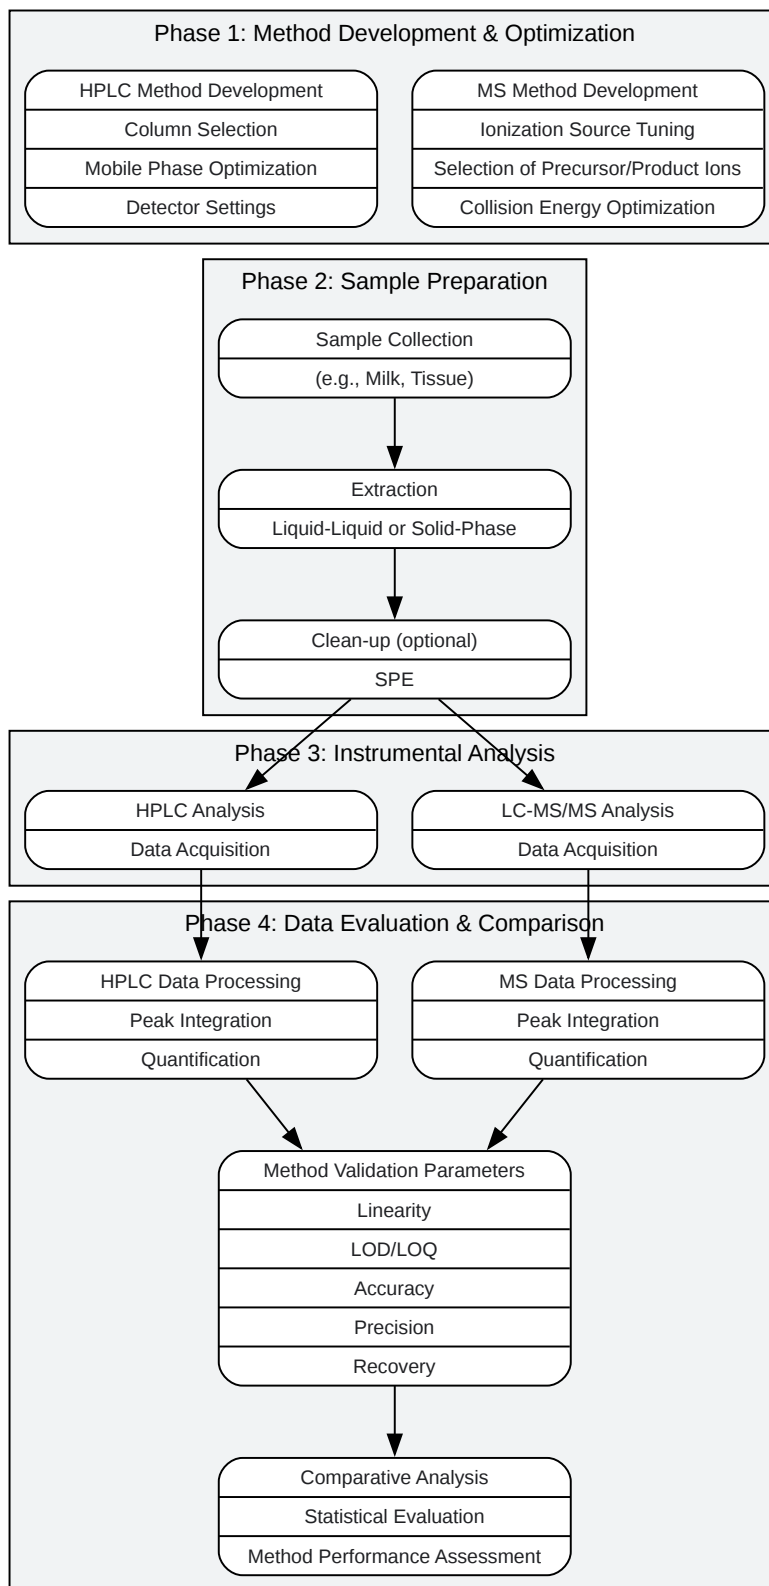 Phase 1: Method Development & Optimization
HPLC Method Development
Column Selection
Mobile Phase Optimization
Detector Settings
MS Method Development
Ionization Source Tuning
Selection of Precursor/Product Ions
Collision Energy Optimization
Phase 2: Sample Preparation
Sample Collection
(e.g., Milk, Tissue)
Extraction
Liquid-Liquid or Solid-Phase
Clean-up (optional)
SPE
Phase 3: Instrumental Analysis
HPLC Analysis
Data Acquisition
LC-MS/MS Analysis
Data Acquisition
Phase 4: Data Evaluation & Comparison
HPLC Data Processing
Peak Integration
Quantification
MS Data Processing
Peak Integration
Quantification
Method Validation Parameters
Linearity
LOD/LOQ
Accuracy
Precision
Recovery
Comparative Analysis
Statistical Evaluation
Method Performance Assessment